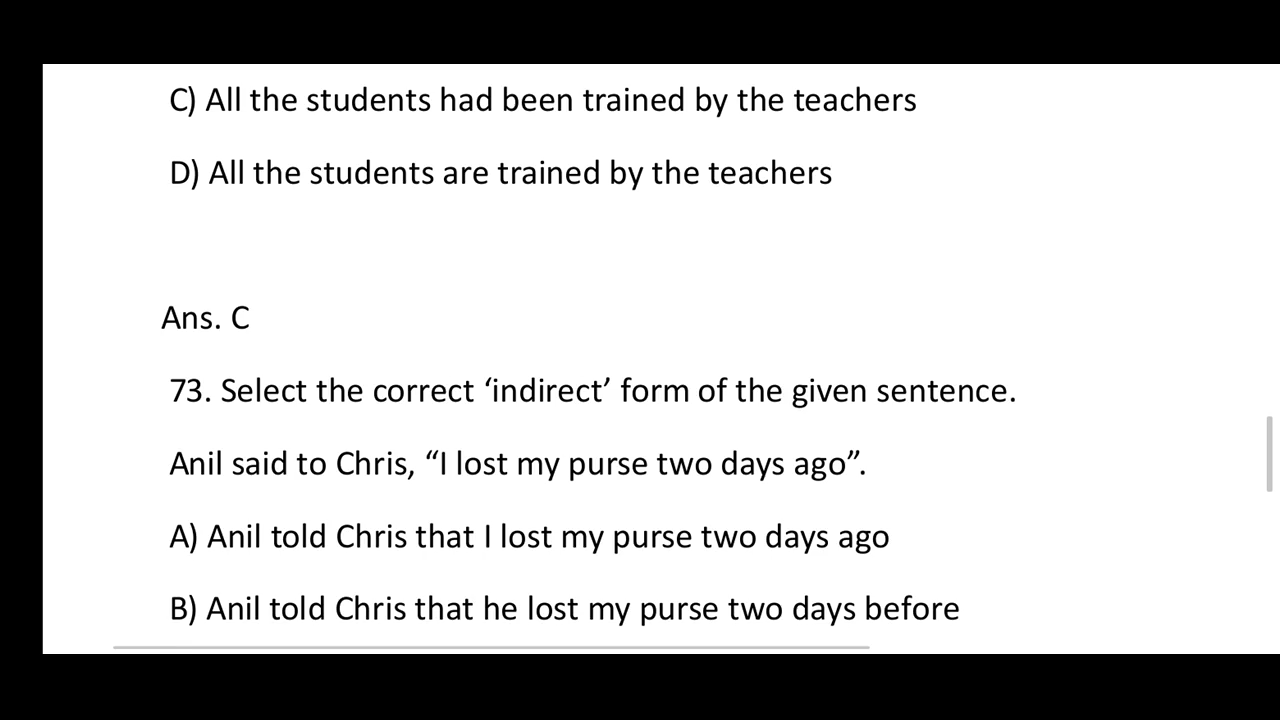 C) All the students had been trained by the teachers
D) All the students are trained by the teachers
Ans. C
73. Select the correct ‘indirect’ form of the given sentence.
Anil said to Chris, “I lost my purse two days ago”.
A) Anil told Chris that I lost my purse two days ago
B) Anil told Chris that he lost my purse two days before